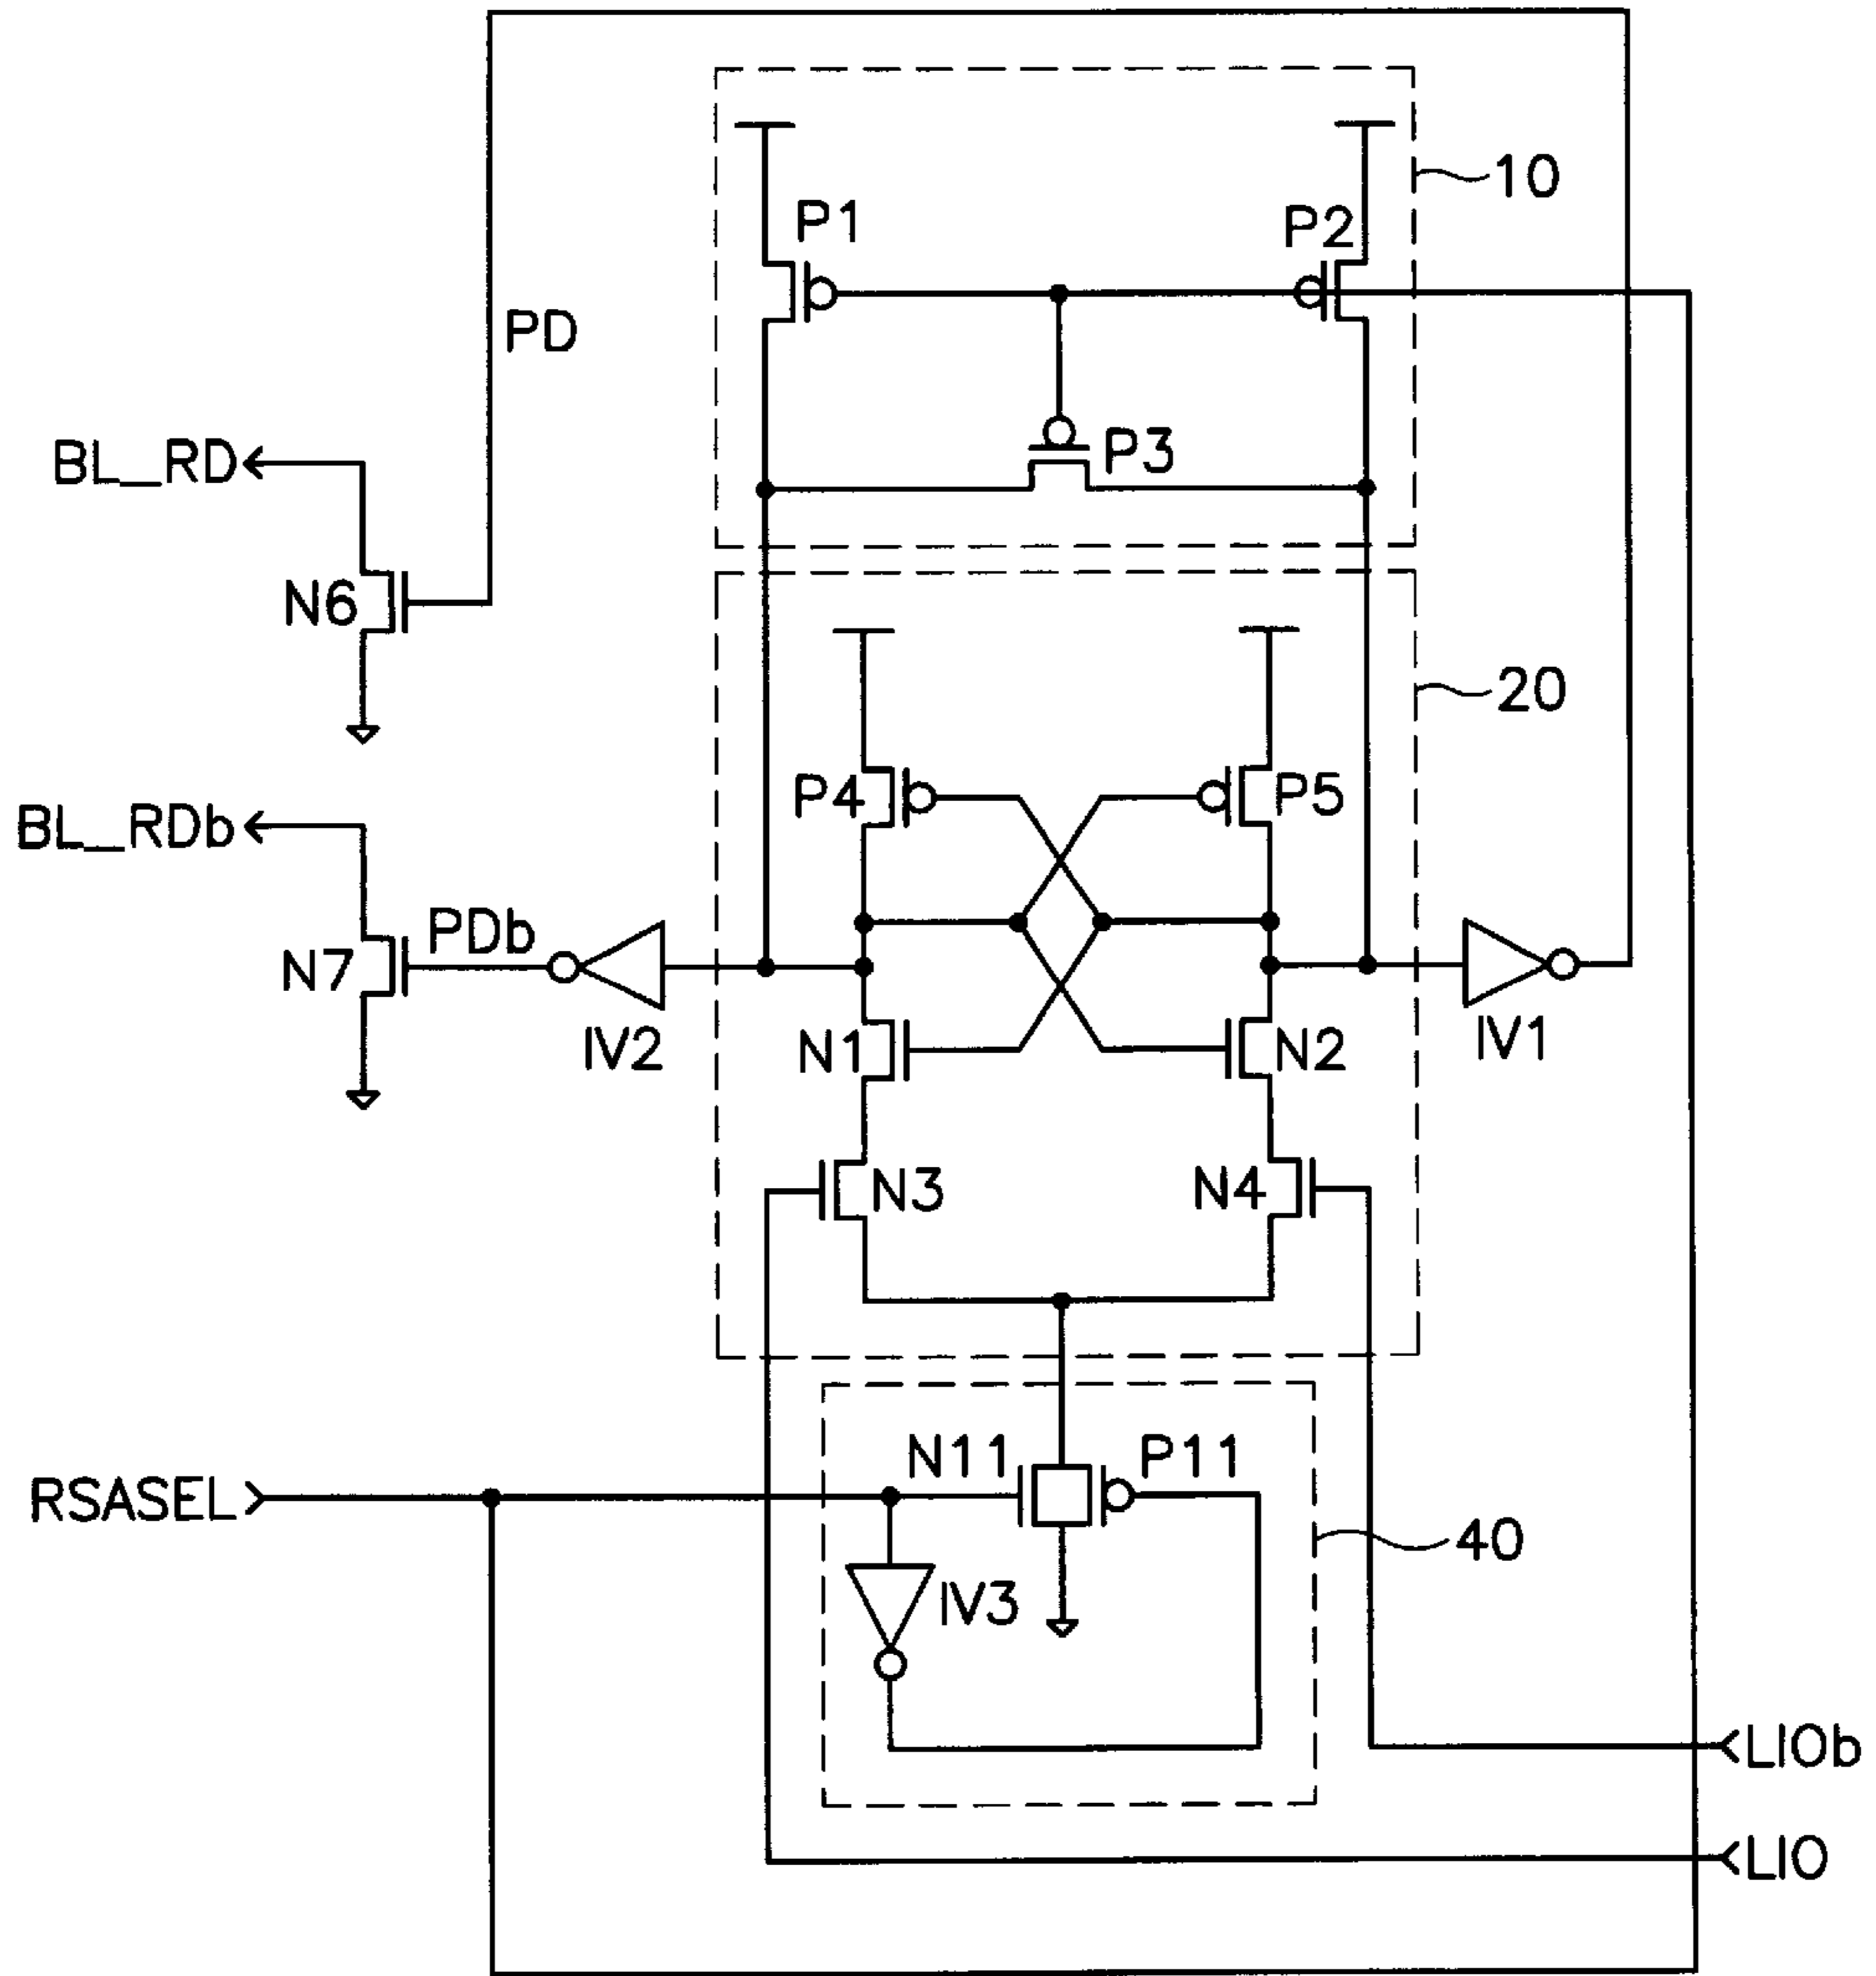 10
P1
P2
PD
P3
BL_RD
N6
20
P4
P5
BL_RDb
PDb
N7
IV2
N1
N2
IV1
N3
N4
N11
P11
RSASEL
40
IV3
LIOb
LIO